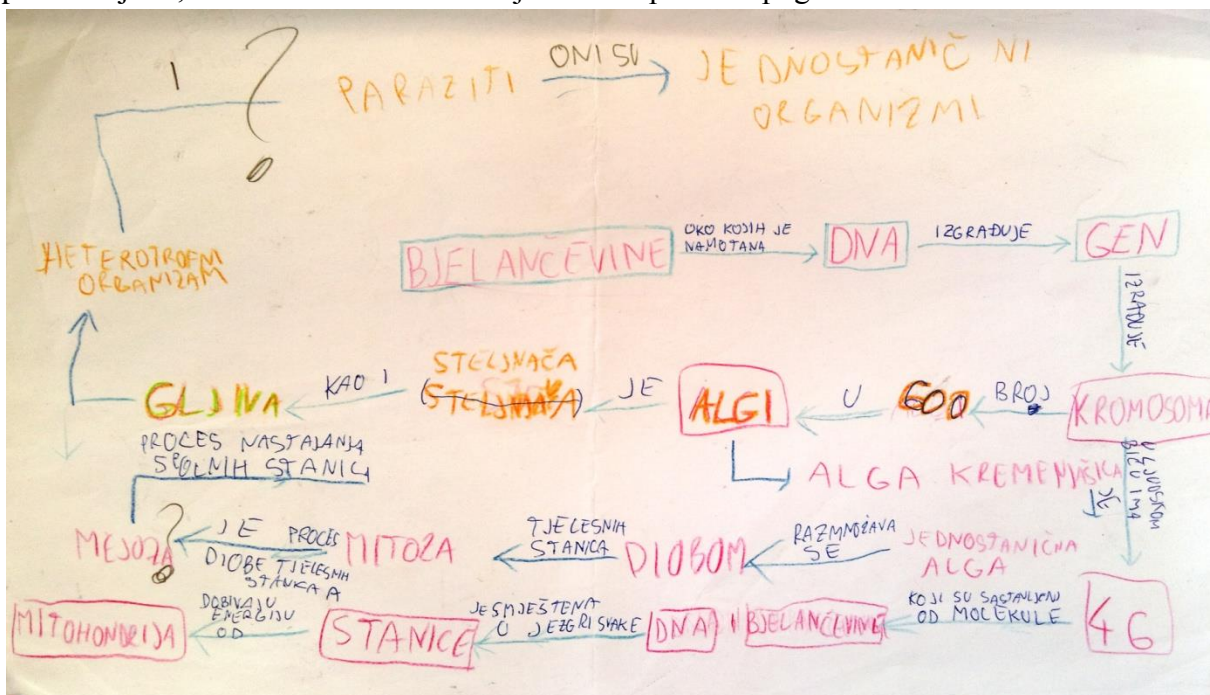 I ? PARAZITI ONI SU JEDNOSTANIČNI
ORGANIZMI
HETEROTROFNI
ORGANIZAM
BJELANČEVINE
OKO KOJIH JE
NAMOTANA
DNA
IZGRAĐUJE
GEN
IZRAĐUJE
STELJNAČA
GLJIVA
KAO I
JE
ALGI
U
600
BROJ
KROMOSOMA
PROCES NASTAJANJA
SPOLNIH STANICA
ALGA KREMENJAŠICA
JE
U LJUDSKOM
BIĆU IMA
MEJOZA ?
JE PROCES
DIOBE TJELESNIH
STANKA A
MITOZA
TJELESNIH
STANICA
DIOBOM
RAZMNOŽAVA
SE
JEDNOSTANIČNA
ALGA
MITOHONDRIJA
DOBIVAJU
ENERGIJU
OD
STANICE
JE SMJEŠTENA
U JEZGRI SVAKE
DNA I BJELANČEVINE
KOJI SU SASTAVLJENI
OD MOLEKULE
46